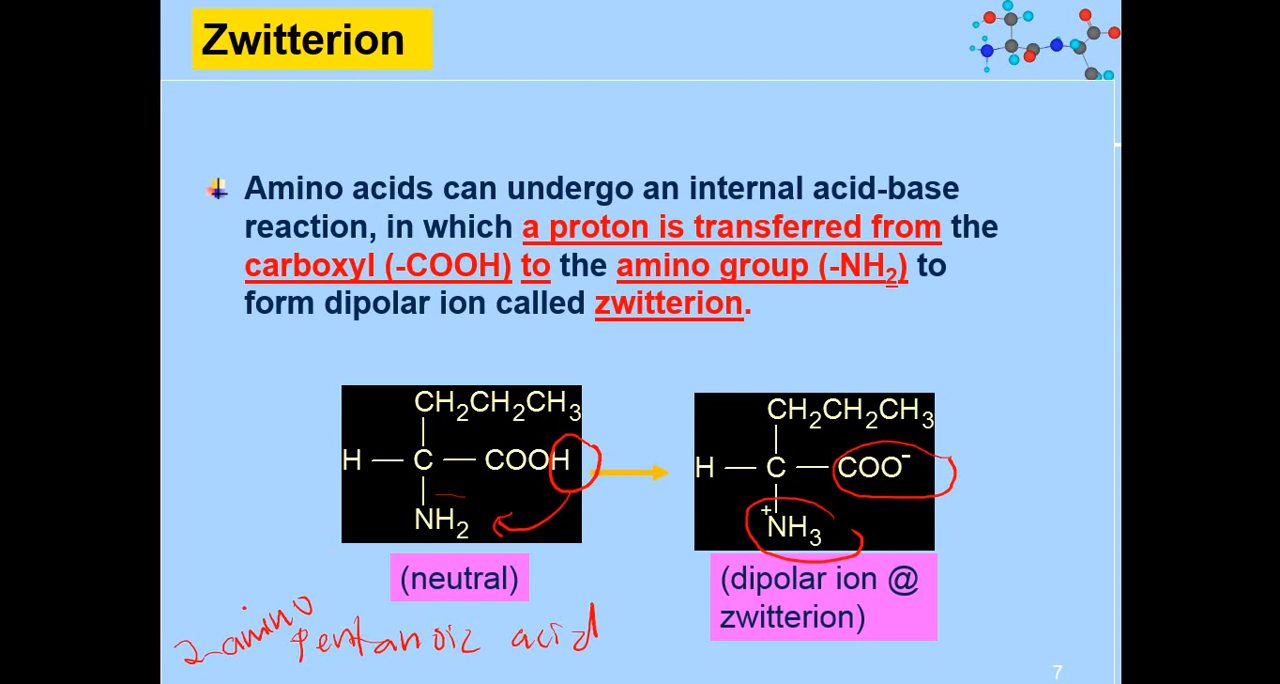 Zwitterion
Amino acids can undergo an internal acid-base
reaction, in which a proton is transferred from the
carboxyl (-COOH) to the amino group (-NH₂) to
form dipolar ion called zwitterion.
CH₂CH₂CH₃
H — C — COOH
NH₂
(neutral)
CH₂CH₂CH₃
H — C — COO⁻
⁺NH₃
(dipolar ion @
zwitterion)
2-amino pentanoic acid
7